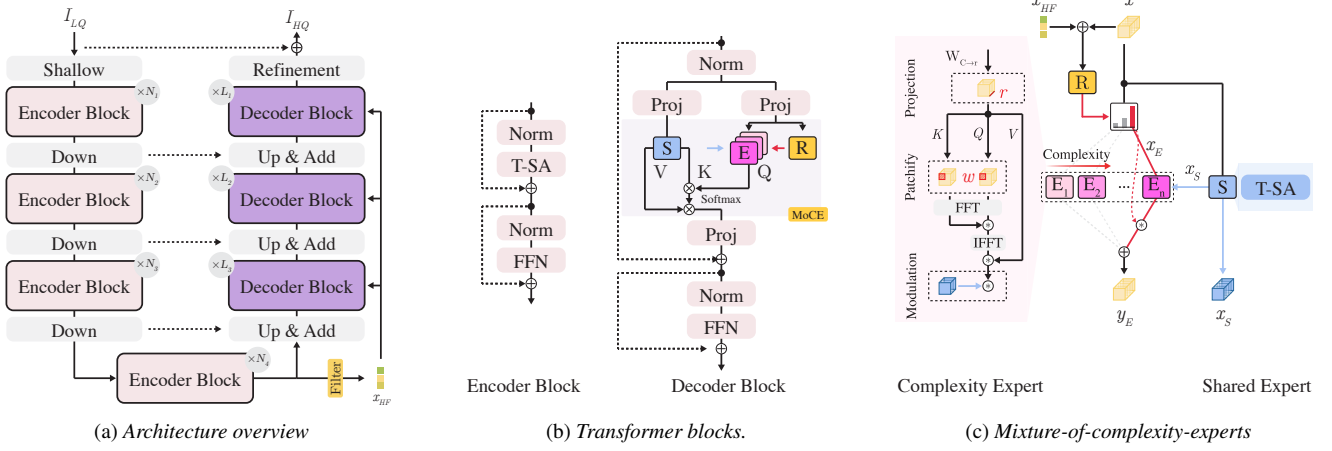 I_LQ
I_HQ
Shallow
Refinement
Encoder Block
×N_1
×L_1
Decoder Block
Down
Up & Add
Encoder Block
×N_2
×L_2
Decoder Block
Down
Up & Add
Encoder Block
×N_3
×L_3
Decoder Block
Down
Up & Add
Encoder Block
×N_4
Filter
x_HF
(a) Architecture overview
Norm
T-SA
Norm
FFN
Encoder Block
Norm
Proj
Proj
S
E
R
V
K
Q
Softmax
MoCE
Proj
Norm
FFN
Decoder Block
(b) Transformer blocks.
Projection
Patchify
Modulation
W_C→r
r
K
Q
V
w
FFT
IFFT
Complexity Expert
x_HF
x
R
x_E
Complexity
x_S
E_1
E_2
...
E_n
S
T-SA
y_E
x_S
Shared Expert
(c) Mixture-of-complexity-experts